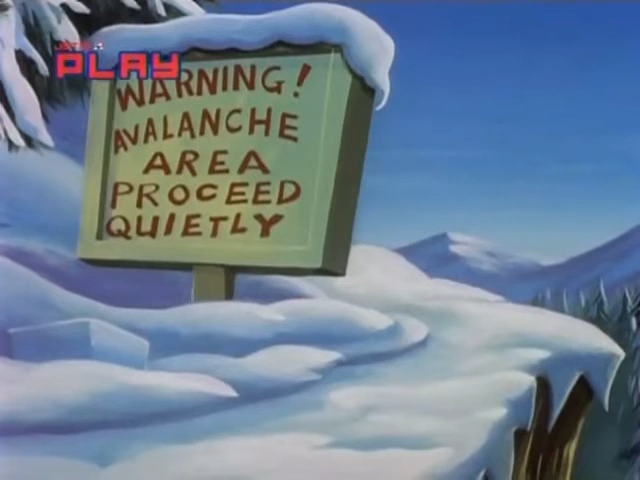 PLAY
WARNING!
AVALANCHE
AREA
PROCEED
QUIETLY